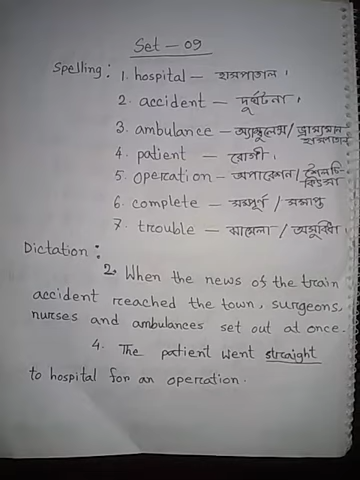 Set - 09
Spelling : 1. hospital - হাসপাতাল ।
2. accident - দুর্ঘটনা ।
3. ambulance - অ্যাম্বুলেন্স / ভ্রাম্যমান হাসপাতাল
4. patient - রোগী ।
5. operation - অপারেশন /
6. complete - সম্পূর্ণ / সমাপ্ত
7. trouble - ঝামেলা / অসুবিধা
Dictation :
2. When the news of the train
accident reached the town, surgeons,
nurses and ambulances set out at once.
4. The patient went straight
to hospital for an operation.